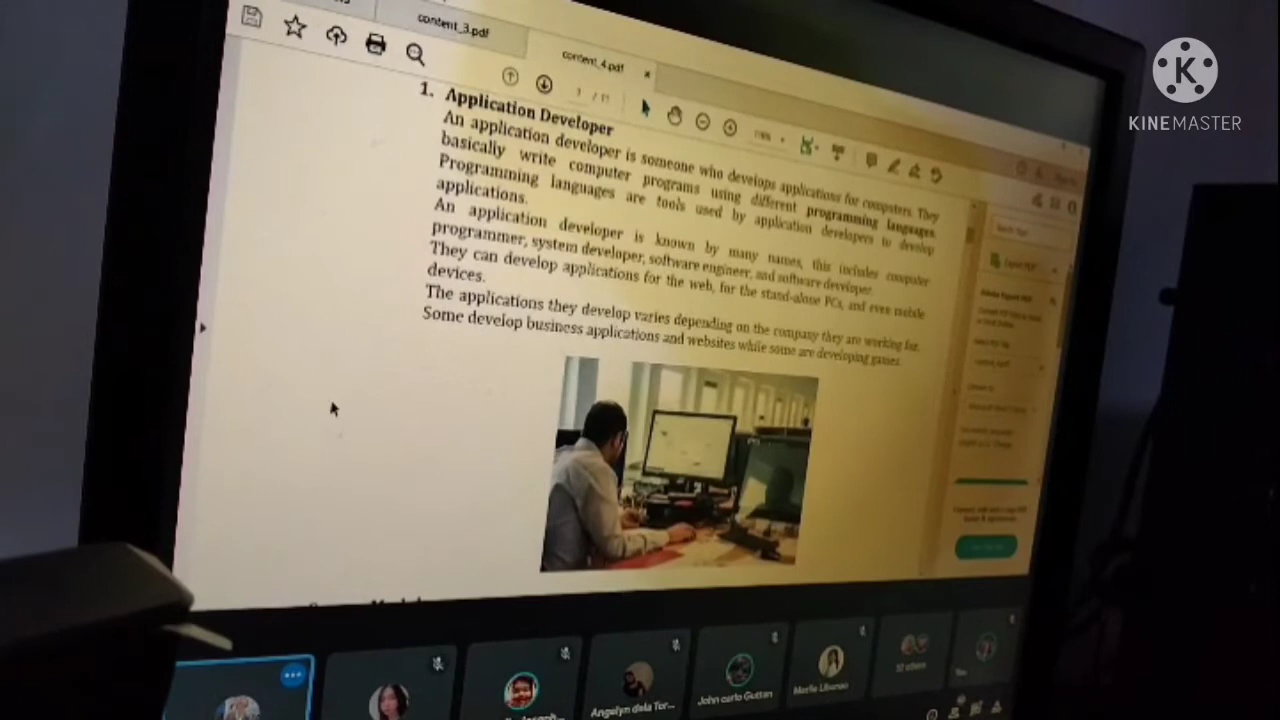 content_3.pdf
content_4.pdf
1. Application Developer
An application developer is someone who develops applications for computers. They
basically write computer programs using different programming languages.
Programming languages are tools used by application developers to develop
applications.
An application developer is known by many names, this includes computer
programmer, system developer, software engineer, and software developer.
They can develop applications for the web, for the stand-alone PCs, and even mobile
devices.
The applications they develop varies depending on the company they are working for.
Some develop business applications and websites while some are developing games.
Export PDF
Angelyn dela Tor...
John carlo Guttan
12 others
You
KINEMASTER